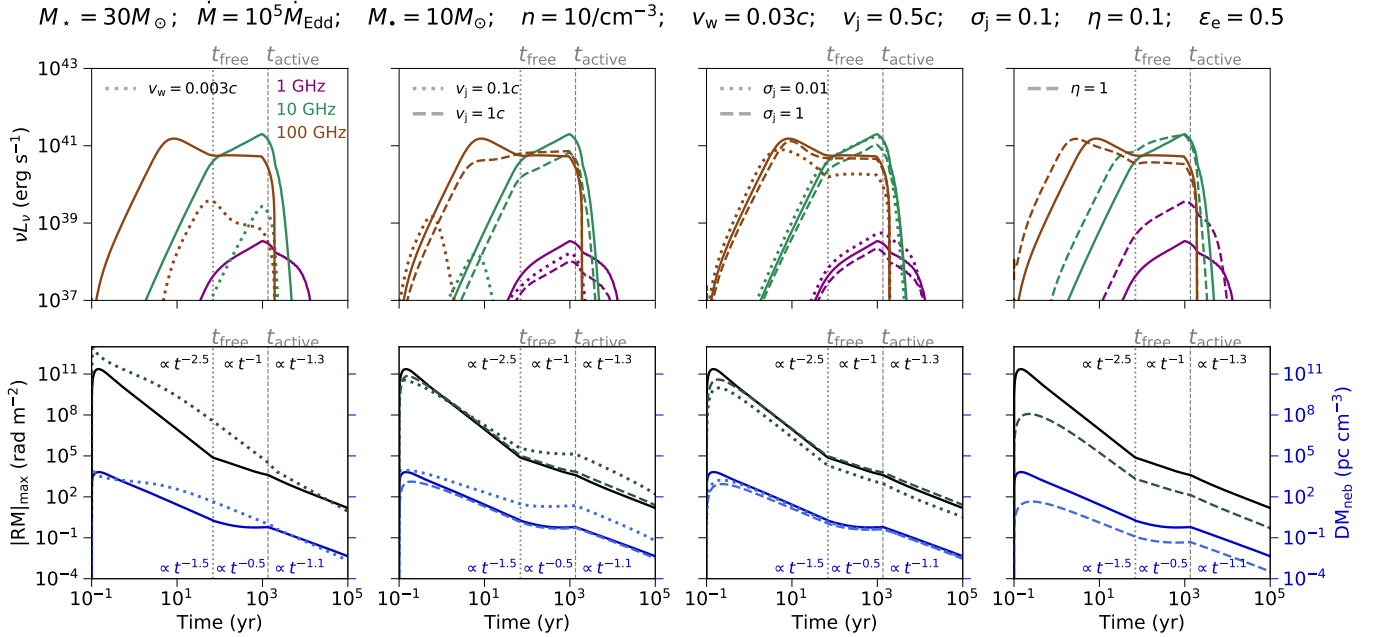 M⋆ = 30M⊙; Ṁ = 10⁵Ṁ_Edd; M• = 10M⊙; n = 10/cm⁻³; v_w = 0.03c; v_j = 0.5c; σ_j = 0.1; η = 0.1; ε_e = 0.5
t_free t_active t_free t_active t_free t_active t_free t_active
10⁴³
10⁴¹
10³⁹
10³⁷
νL_ν (erg s⁻¹)
v_w = 0.003c
1 GHz
10 GHz
100 GHz
v_j = 0.1c
v_j = 1c
σ_j = 0.01
σ_j = 1
η = 1
t_free t_active t_free t_active t_free t_active t_free t_active
∝ t⁻²·⁵ ∝ t⁻¹ ∝ t⁻¹·³ ∝ t⁻²·⁵ ∝ t⁻¹ ∝ t⁻¹·³ ∝ t⁻²·⁵ ∝ t⁻¹ ∝ t⁻¹·³ ∝ t⁻²·⁵ ∝ t⁻¹ ∝ t⁻¹·³
10¹¹
10⁸
10⁵
10²
10⁻¹
10⁻⁴
|RM|_max (rad m⁻²)
10¹¹
10⁸
10⁵
10²
10⁻¹
10⁻⁴
DM_neb (pc cm⁻³)
∝ t⁻¹·⁵ ∝ t⁻⁰·⁵ ∝ t⁻¹·¹ ∝ t⁻¹·⁵ ∝ t⁻⁰·⁵ ∝ t⁻¹·¹ ∝ t⁻¹·⁵ ∝ t⁻⁰·⁵ ∝ t⁻¹·¹ ∝ t⁻¹·⁵ ∝ t⁻⁰·⁵ ∝ t⁻¹·¹
10⁻¹ 10¹ 10³ 10⁵ 10⁻¹ 10¹ 10³ 10⁵ 10⁻¹ 10¹ 10³ 10⁵ 10⁻¹ 10¹ 10³ 10⁵
Time (yr) Time (yr) Time (yr) Time (yr)